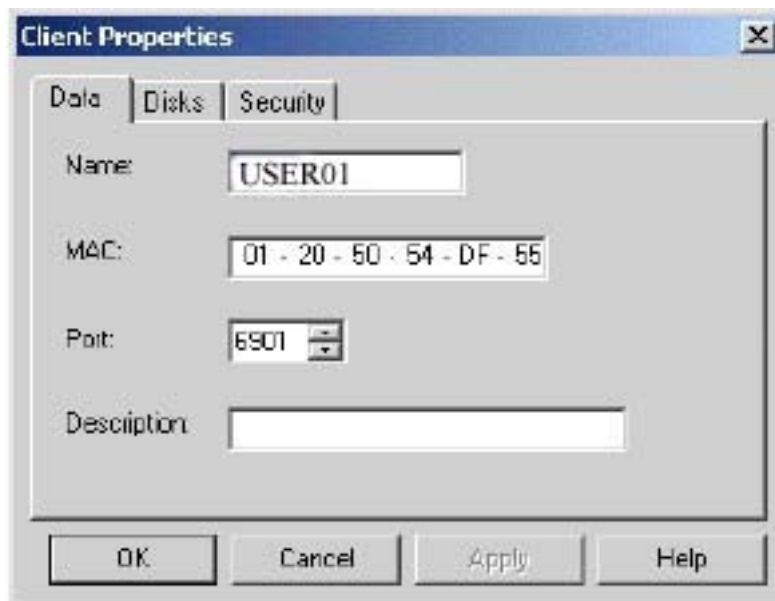 Client Properties
Data Disks Security
Name: USER01
MAC: 01 - 20 - 50 - 54 - DF - 55
Port: 6901
Description:
OK Cancel Apply Help